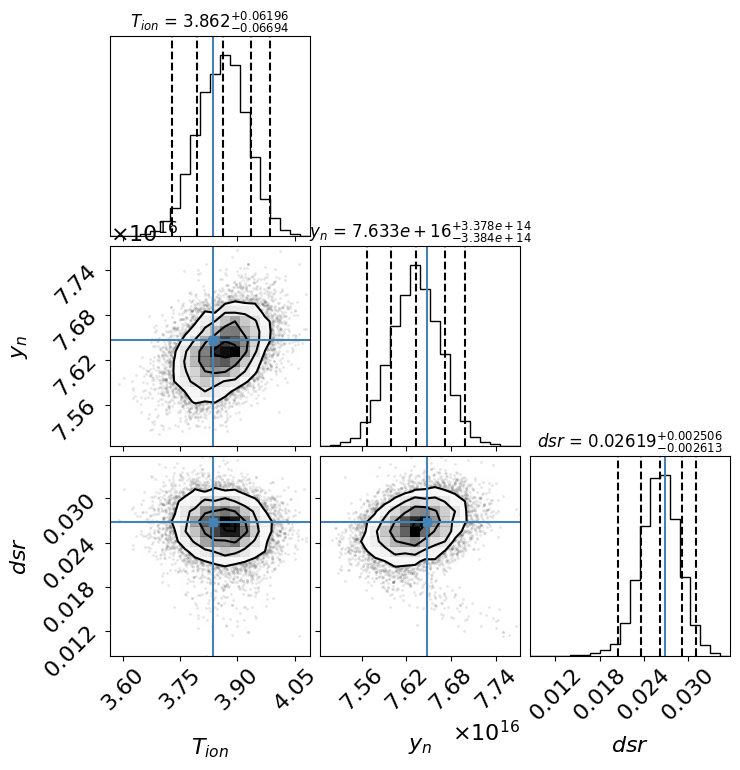 T_ion = 3.862 +0.06196 −0.06694
×10^16
y_n = 7.633e+16 +3.378e+14 −3.384e+14
7.74
7.68
7.62
7.56
y_n
dsr = 0.02619 +0.002506 −0.002613
0.030
0.024
0.018
0.012
dsr
3.60 3.75 3.90 4.05
T_ion
7.56 7.62 7.68 7.74
×10^16
y_n
0.012 0.018 0.024 0.030
dsr